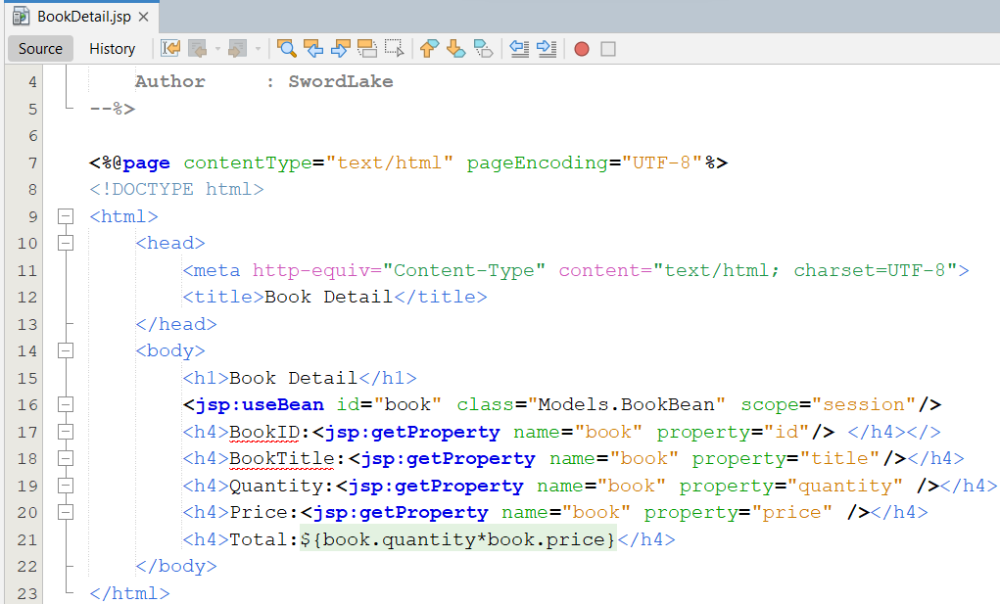 BookDetail.jsp
Source History
4 Author : SwordLake
5 --%>
6
7 <%@page contentType="text/html" pageEncoding="UTF-8"%>
8 <!DOCTYPE html>
9 <html>
10 <head>
11 <meta http-equiv="Content-Type" content="text/html; charset=UTF-8">
12 <title>Book Detail</title>
13 </head>
14 <body>
15 <h1>Book Detail</h1>
16 <jsp:useBean id="book" class="Models.BookBean" scope="session"/>
17 <h4>BookID:<jsp:getProperty name="book" property="id"/> </h4></>
18 <h4>BookTitle:<jsp:getProperty name="book" property="title"/></h4>
19 <h4>Quantity:<jsp:getProperty name="book" property="quantity" /></h4>
20 <h4>Price:<jsp:getProperty name="book" property="price" /></h4>
21 <h4>Total:${book.quantity*book.price}</h4>
22 </body>
23 </html>